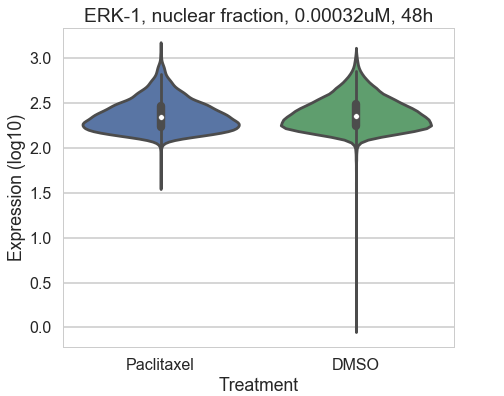 ERK-1, nuclear fraction, 0.00032uM, 48h
Expression (log10)
3.0
2.5
2.0
1.5
1.0
0.5
0.0
Paclitaxel DMSO
Treatment